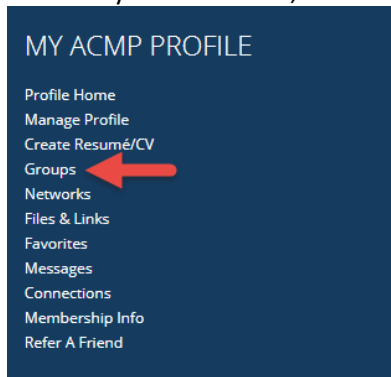 MY ACMP PROFILE
Profile Home
Manage Profile
Create Resumé/CV
Groups
Networks
Files & Links
Favorites
Messages
Connections
Membership Info
Refer A Friend